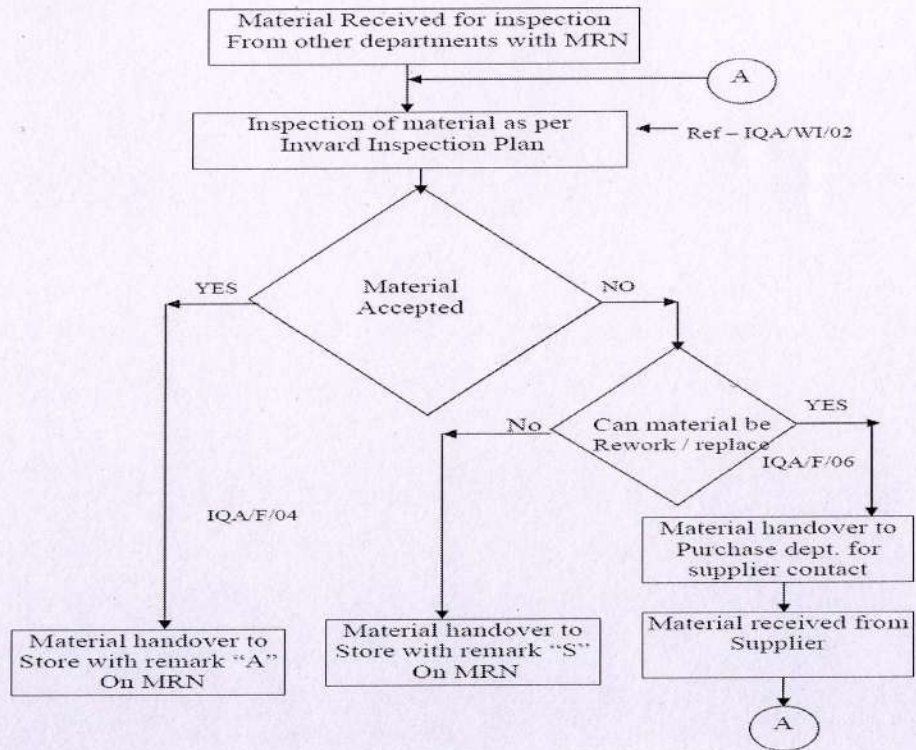 Material Received for inspection
From other departments with MRN
A
Inspection of material as per
Inward Inspection Plan
Ref – IQA/WI/02
Material
Accepted
YES
NO
Can material be
Rework / replace
No
YES
IQA/F/06
IQA/F/04
Material handover to
Purchase dept. for
supplier contact
Material handover to
Store with remark “A”
On MRN
Material handover to
Store with remark “S”
On MRN
Material received from
Supplier
A